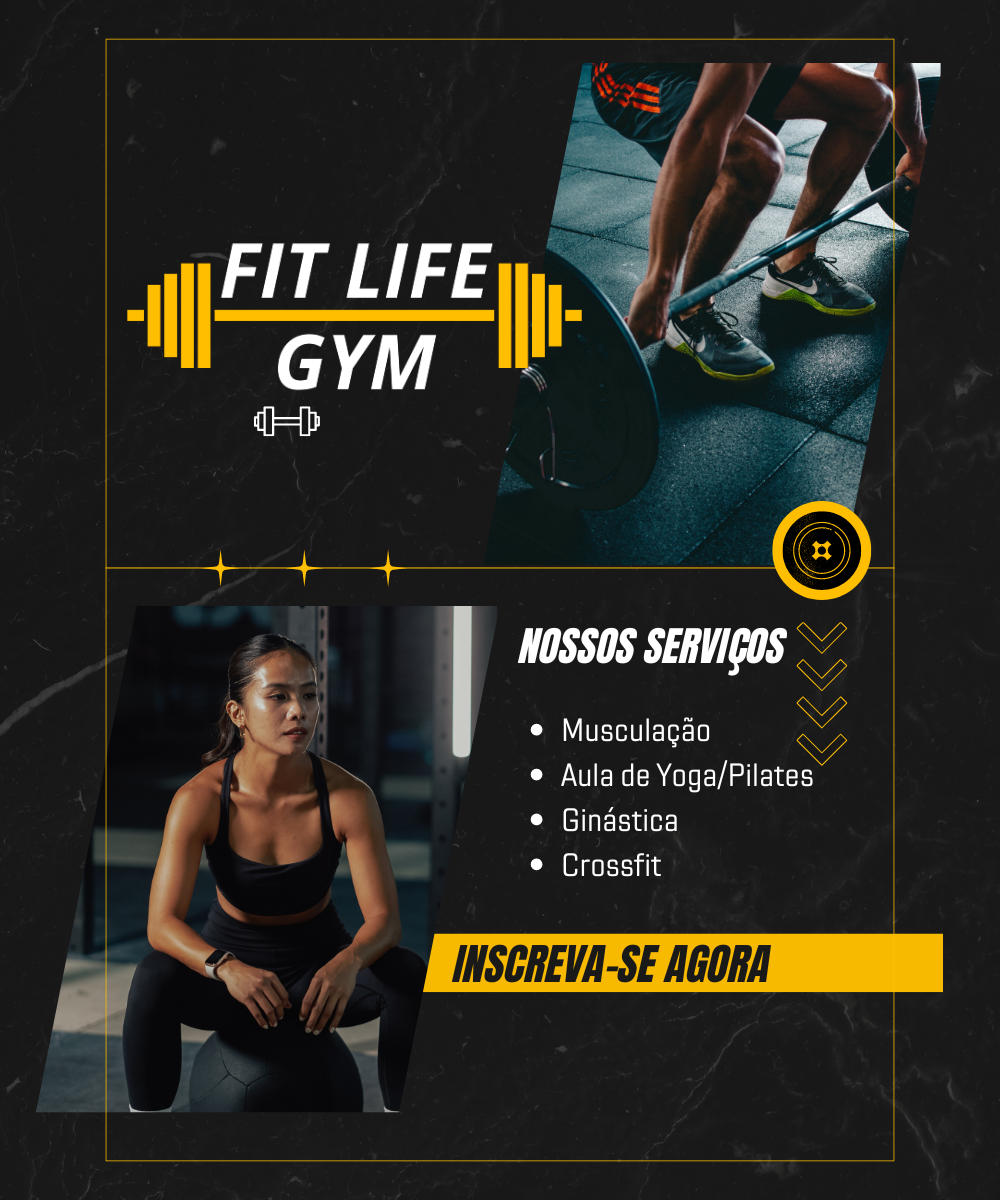 FIT LIFE
GYM
NOSSOS SERVIÇOS
• Musculação
• Aula de Yoga/Pilates
• Ginástica
• Crossfit
INSCREVA-SE AGORA